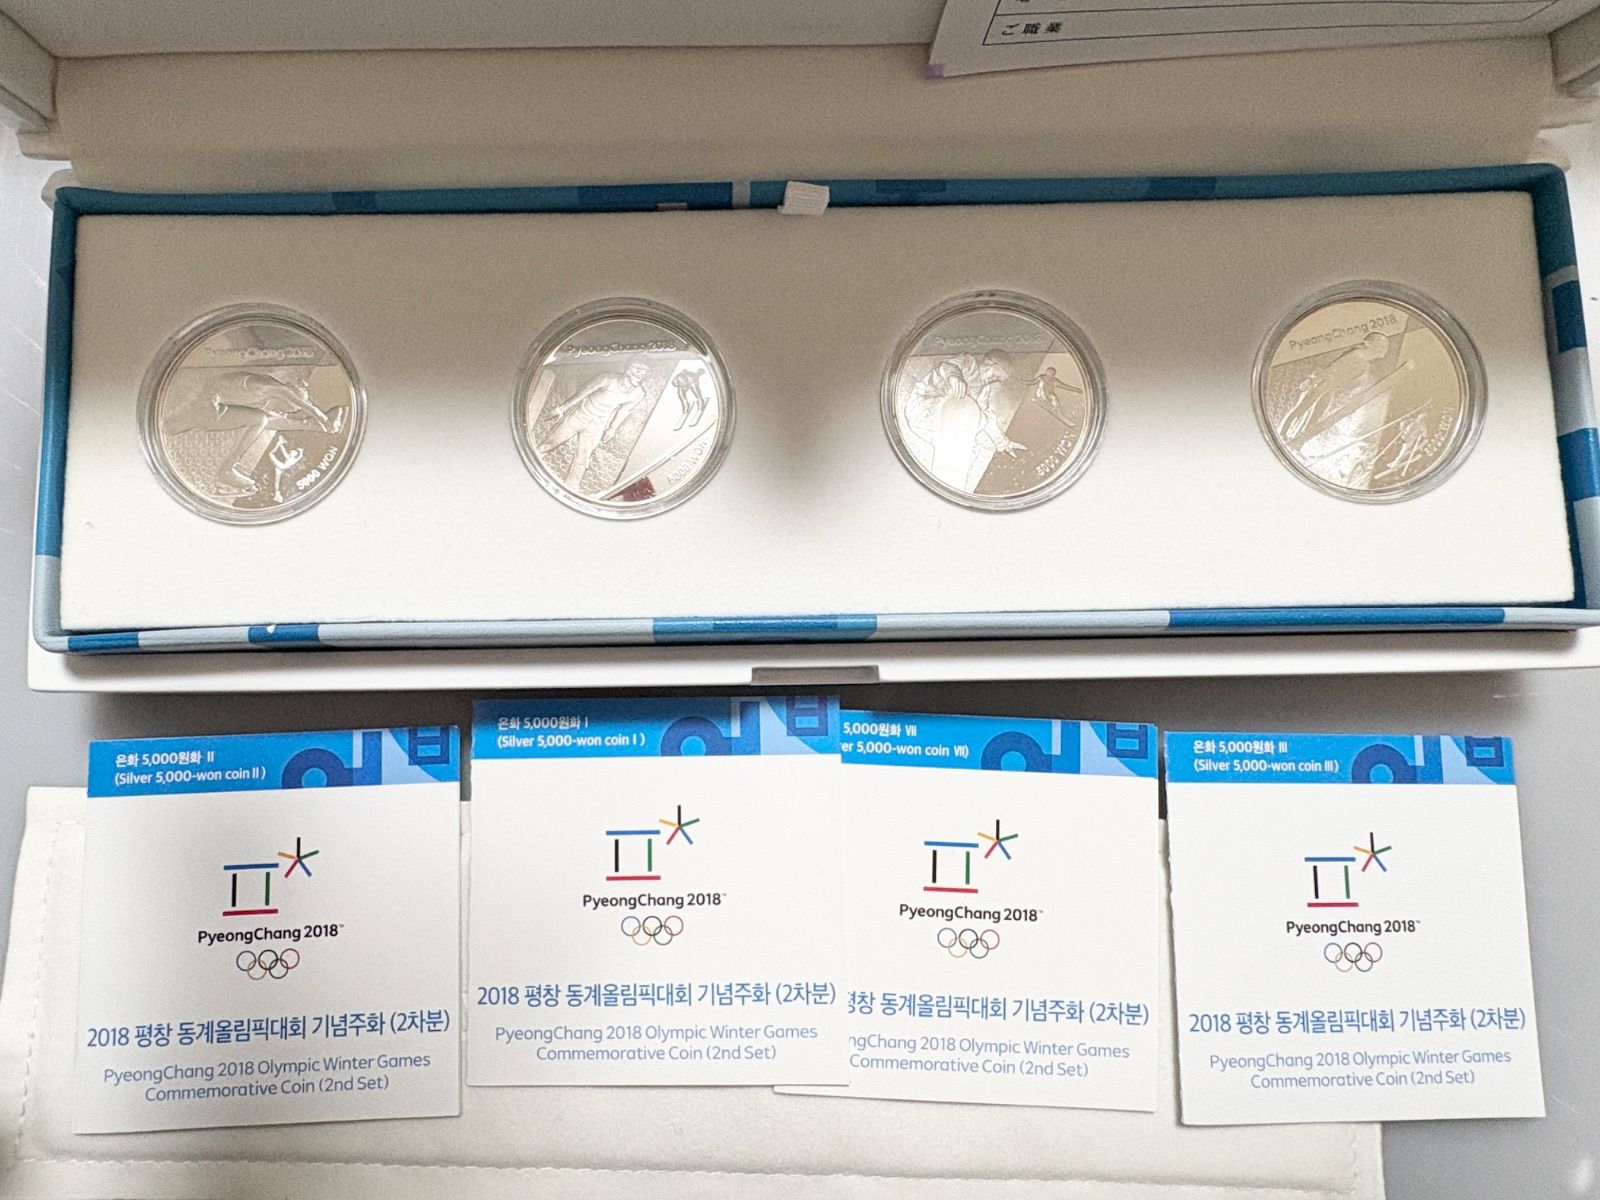 ご職業
PyeongChang 2018
5000 WON
PyeongChang 2018
5000 WON
PyeongChang 2018
5000 WON
PyeongChang 2018
5000 WON
은화 5,000원화 II
(Silver 5,000-won coin II)
PyeongChang 2018™
2018 평창 동계올림픽대회 기념주화 (2차분)
PyeongChang 2018 Olympic Winter Games
Commemorative Coin (2nd Set)
은화 5,000원화 I
(Silver 5,000-won coin I)
PyeongChang 2018™
2018 평창 동계올림픽대회 기념주화 (2차분)
PyeongChang 2018 Olympic Winter Games
Commemorative Coin (2nd Set)
5,000원화 VII
er 5,000-won coin VII)
PyeongChang 2018™
창 동계올림픽대회 기념주화 (2차분)
ngChang 2018 Olympic Winter Games
Commemorative Coin (2nd Set)
은화 5,000원화 III
(Silver 5,000-won coin III)
PyeongChang 2018™
2018 평창 동계올림픽대회 기념주화 (2차분)
PyeongChang 2018 Olympic Winter Games
Commemorative Coin (2nd Set)